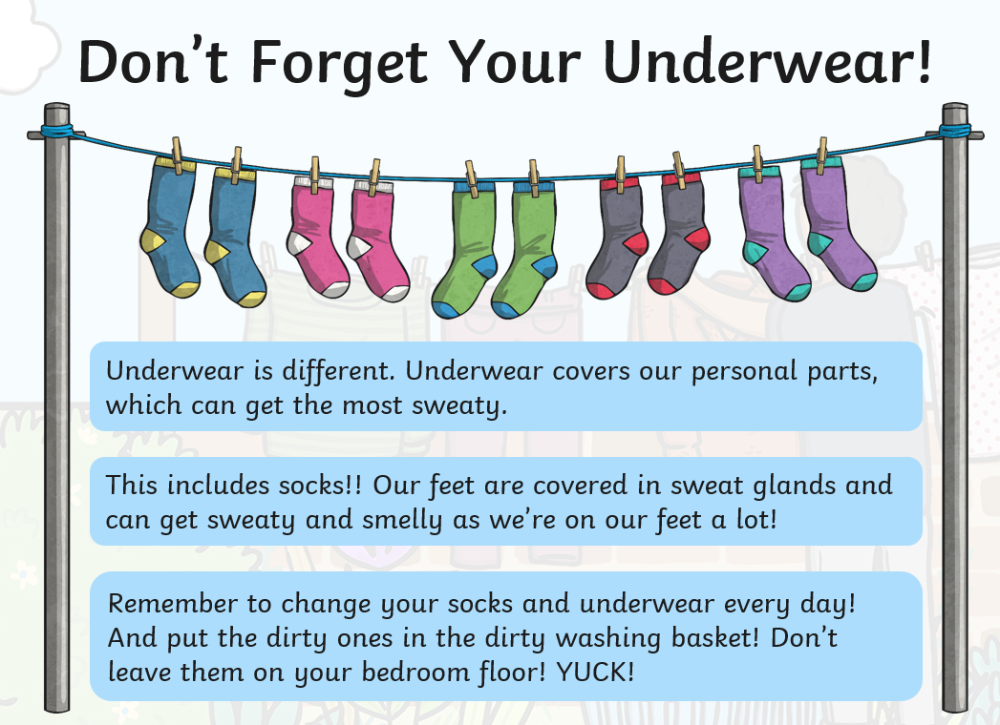 Don’t Forget Your Underwear!
Underwear is different. Underwear covers our personal parts,
which can get the most sweaty.
This includes socks!! Our feet are covered in sweat glands and
can get sweaty and smelly as we’re on our feet a lot!
Remember to change your socks and underwear every day!
And put the dirty ones in the dirty washing basket! Don’t
leave them on your bedroom floor! YUCK!